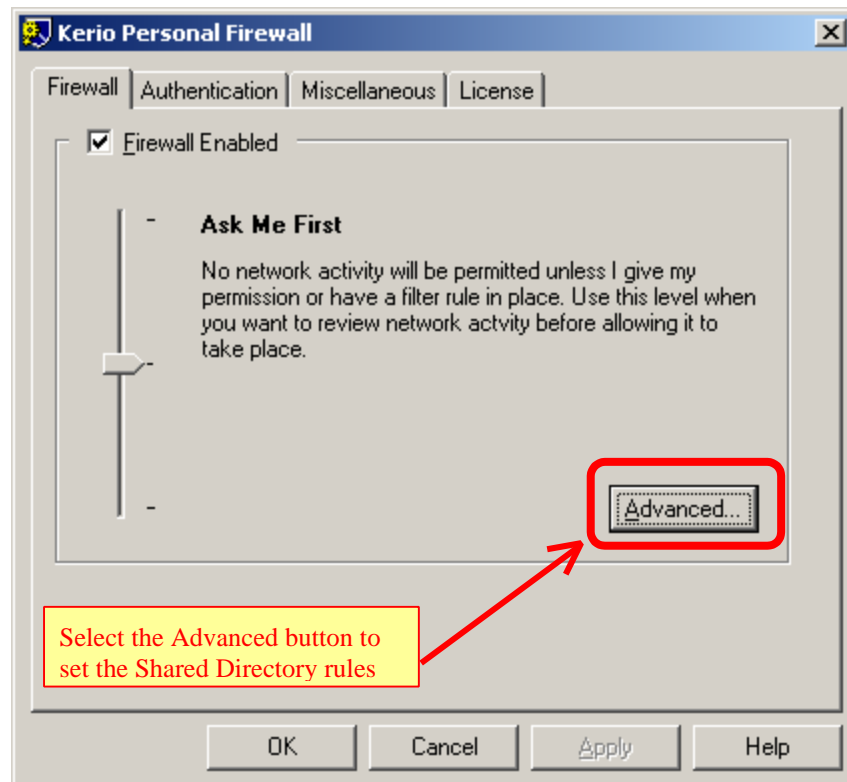 Kerio Personal Firewall
Firewall Authentication Miscellaneous License
Firewall Enabled
Ask Me First
No network activity will be permitted unless I give my
permission or have a filter rule in place. Use this level when
you want to review network actvity before allowing it to
take place.
Advanced...
Select the Advanced button to
set the Shared Directory rules
OK Cancel Apply Help